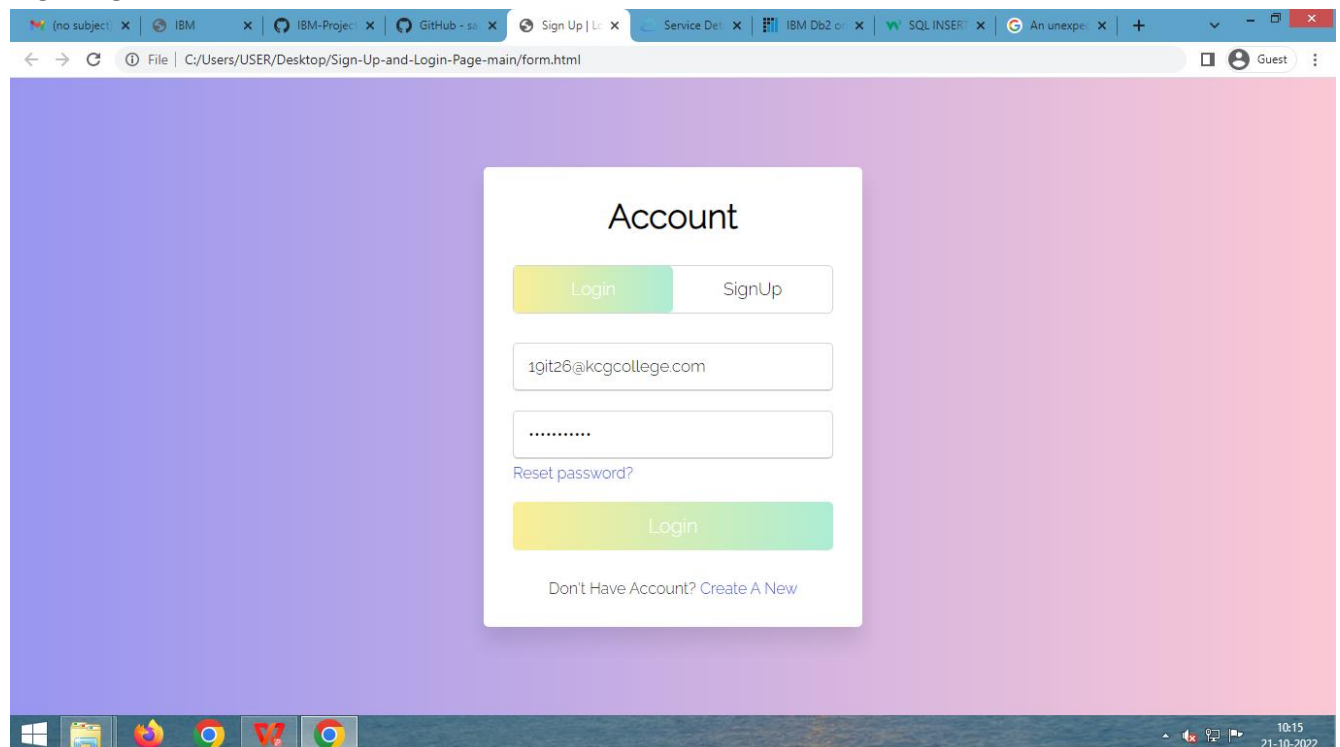 (no subject)
IBM
IBM-Project
GitHub - sa
Sign Up | Lo
Service Det
IBM Db2 on
SQL INSERT
An unexpec
File C:/Users/USER/Desktop/Sign-Up-and-Login-Page-main/form.html
Guest
Account
Login SignUp
19it26@kcgcollege.com
Reset password?
Login
Don't Have Account? Create A New
10:15
21-10-2022